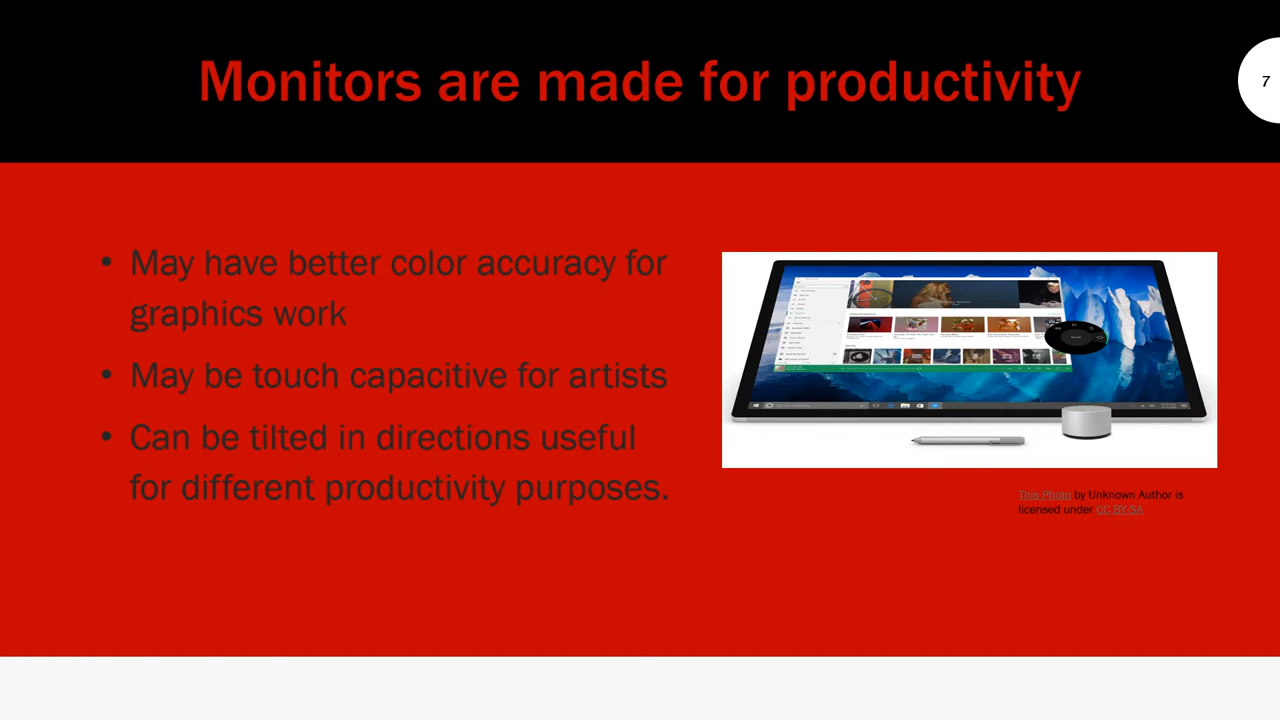 Monitors are made for productivity
7
• May have better color accuracy for
graphics work
• May be touch capacitive for artists
• Can be tilted in directions useful
for different productivity purposes.
This Photo by Unknown Author is
licensed under CC BY-SA